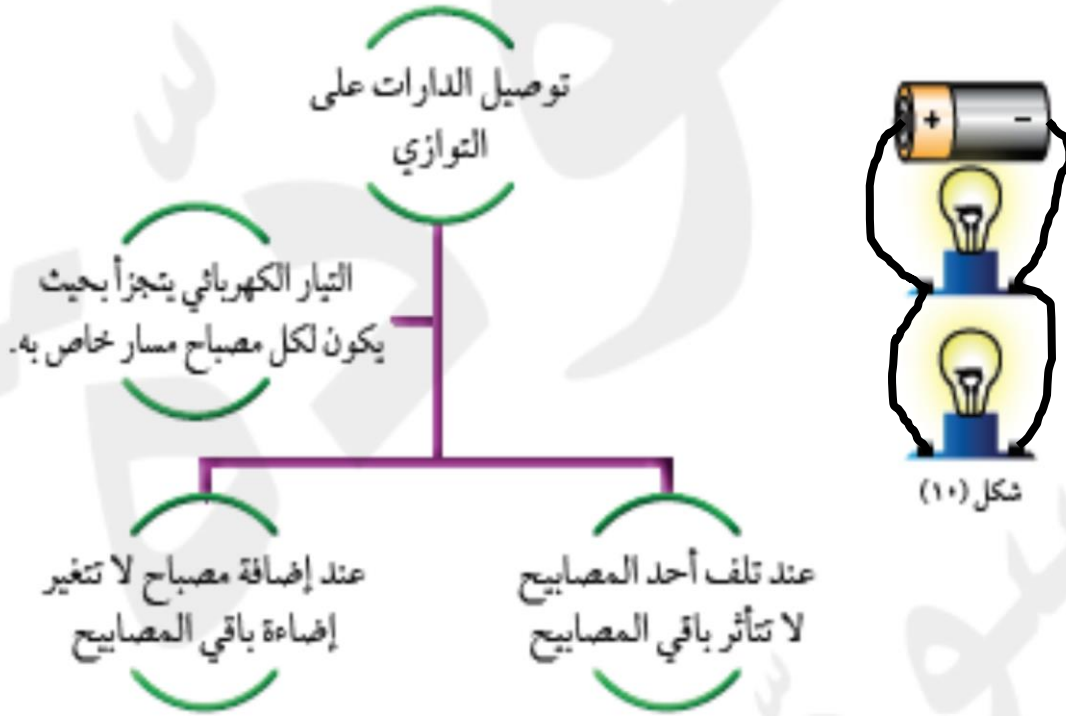 توصيل الدارات على
التوازي
+ -
التيار الكهربائي يتجزأ بحيث
يكون لكل مصباح مسار خاص به.
شكل (١٠)
عند تلف أحد المصابيح
لا تتأثر باقي المصابيح
عند إضافة مصباح لا تتغير
إضاءة باقي المصابيح